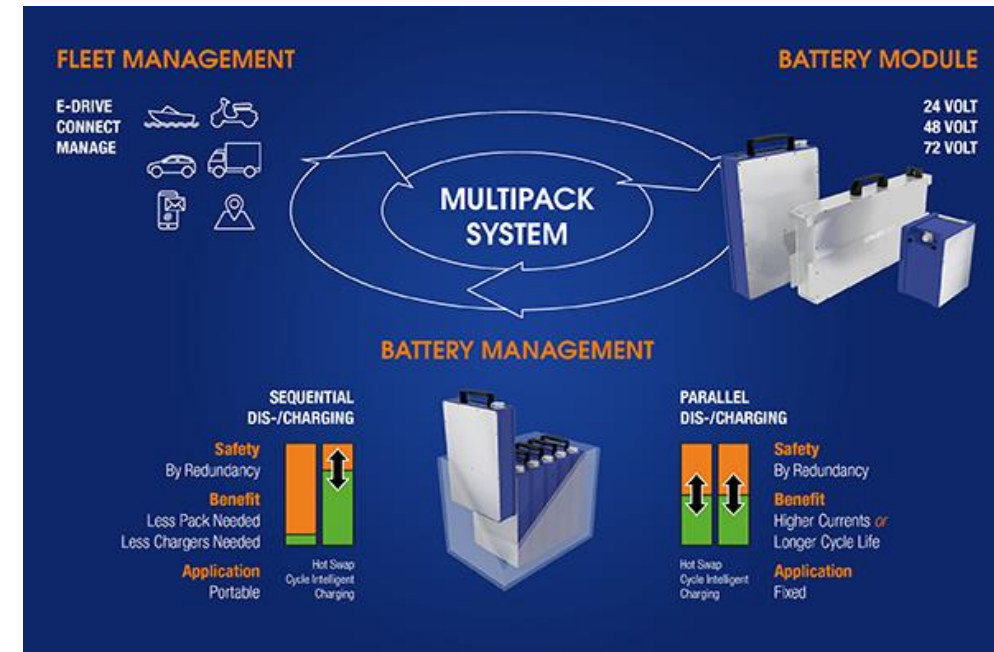 FLEET MANAGEMENT
E-DRIVE
CONNECT
MANAGE
BATTERY MODULE
24 VOLT
48 VOLT
72 VOLT
MULTIPACK
SYSTEM
BATTERY MANAGEMENT
SEQUENTIAL
DIS-/CHARGING
Safety
By Redundancy
Benefit
Less Pack Needed
Less Chargers Needed
Application
Portable
Hot Swap
Cycle Intelligent
Charging
PARALLEL
DIS-/CHARGING
Safety
By Redundancy
Benefit
Higher Currents or
Longer Cycle Life
Application
Fixed
Hot Swap
Cycle Intelligent
Charging